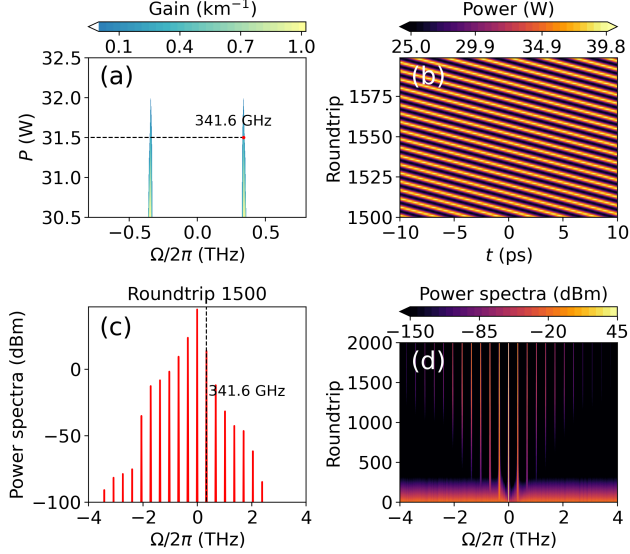 Gain (km⁻¹)
0.1 0.4 0.7 1.0
(a)
341.6 GHz
P (W)
32.5
32.0
31.5
31.0
30.5
−0.5 0.0 0.5
Ω/2π (THz)
Power (W)
25.0 29.9 34.9 39.8
(b)
Roundtrip
1575
1550
1525
1500
−10 −5 0 5 10
t (ps)
Roundtrip 1500
(c)
341.6 GHz
Power spectra (dBm)
0
−50
−100
−4 −2 0 2 4
Ω/2π (THz)
Power spectra (dBm)
−150 −85 −20 45
(d)
Roundtrip
2000
1500
1000
500
0
−4 −2 0 2 4
Ω/2π (THz)